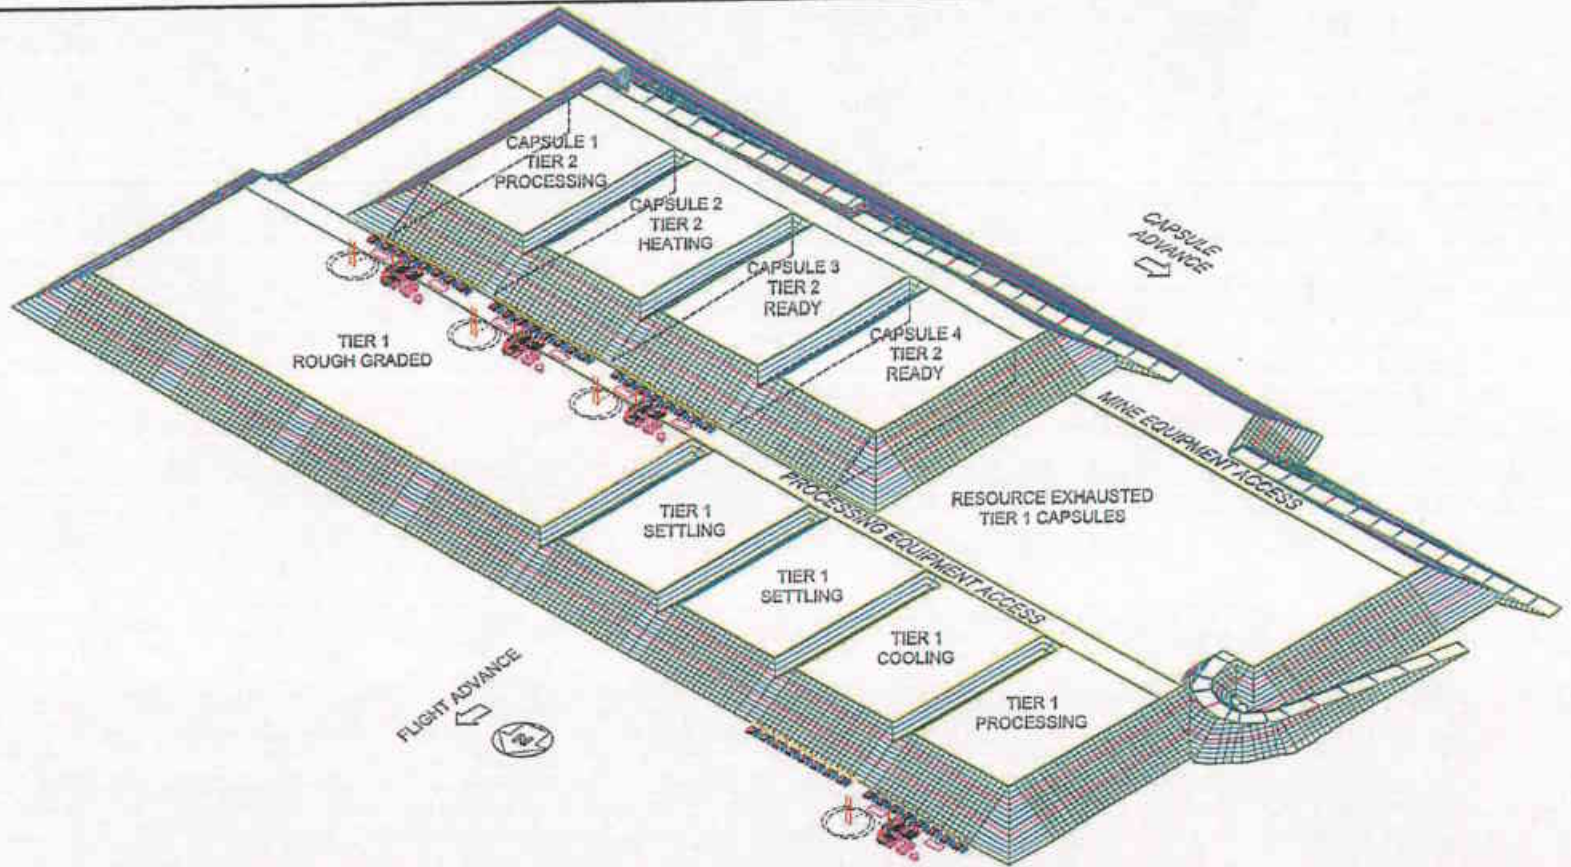 CAPSULE 1
TIER 2
PROCESSING
CAPSULE 2
TIER 2
HEATING
CAPSULE 3
TIER 2
READY
CAPSULE 4
TIER 2
READY
CAPSULE
ADVANCE
TIER 1
ROUGH GRADED
MINE EQUIPMENT ACCESS
RESOURCE EXHAUSTED
TIER 1 CAPSULES
PROCESSING EQUIPMENT ACCESS
TIER 1
SETTLING
TIER 1
SETTLING
TIER 1
COOLING
TIER 1
PROCESSING
FLIGHT ADVANCE
N